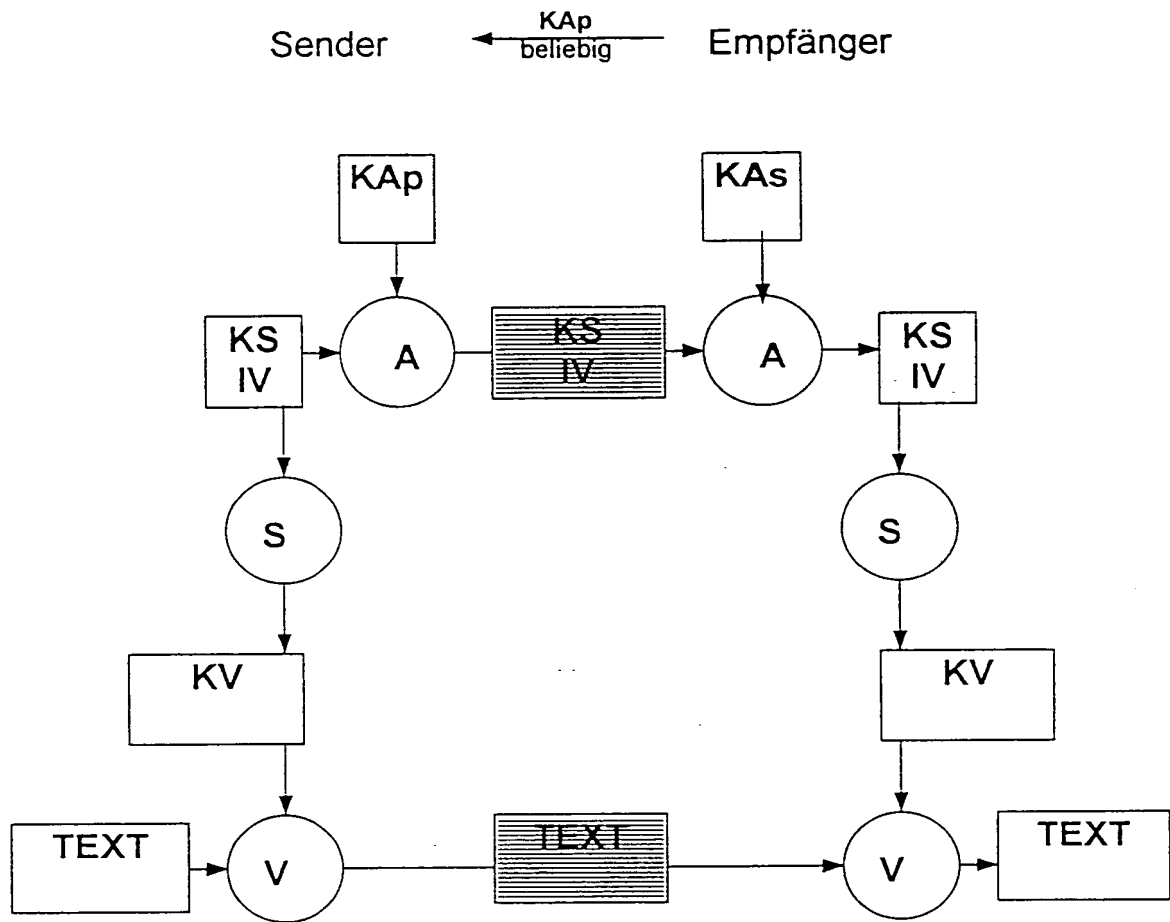 KAp
Sender
beliebig
Empfänger
KAp
KAs
KS
IV
A
KS
IV
A
KS
IV
S
S
KV
KV
TEXT
V
TEXT
V
TEXT